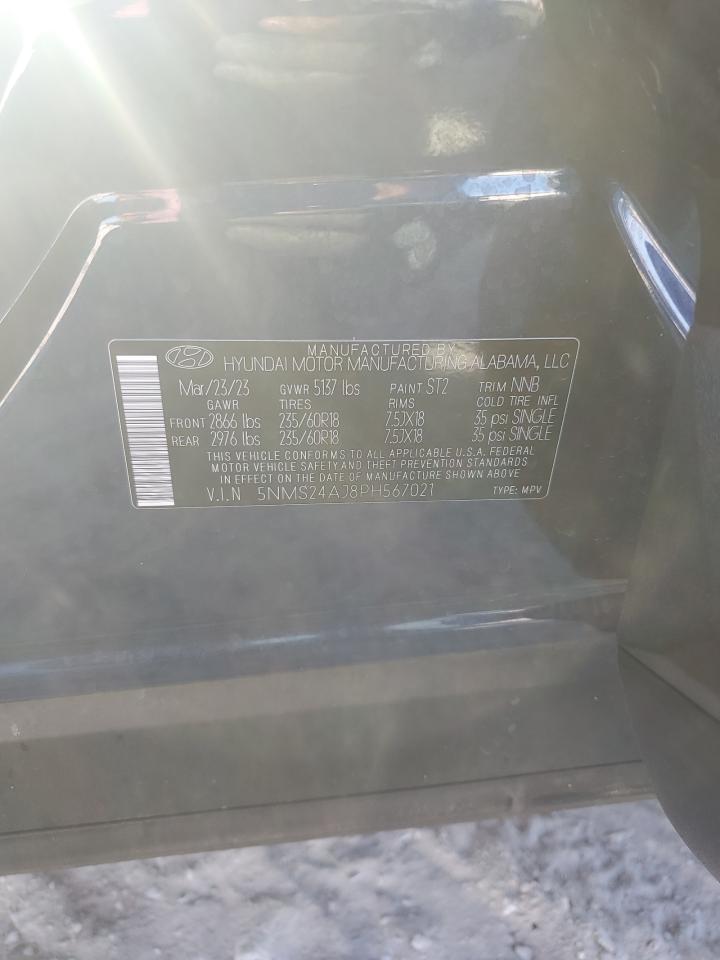 MANUFACTURED BY
HYUNDAI MOTOR MANUFACTURING ALABAMA, LLC
Mar/23/23 GVWR 5137 lbs PAINT ST2 TRIM NNB
GAWR TIRES RIMS COLD TIRE INFL
FRONT 2866 lbs 235/60R18 7.5JX18 35 psi SINGLE
REAR 2976 lbs 235/60R18 7.5JX18 35 psi SINGLE
THIS VEHICLE CONFORMS TO ALL APPLICABLE U.S.A. FEDERAL
MOTOR VEHICLE SAFETY AND THEFT PREVENTION STANDARDS
IN EFFECT ON THE DATE OF MANUFACTURE SHOWN ABOVE
V.I.N 5NMS24AJ8PH567021 TYPE: MPV